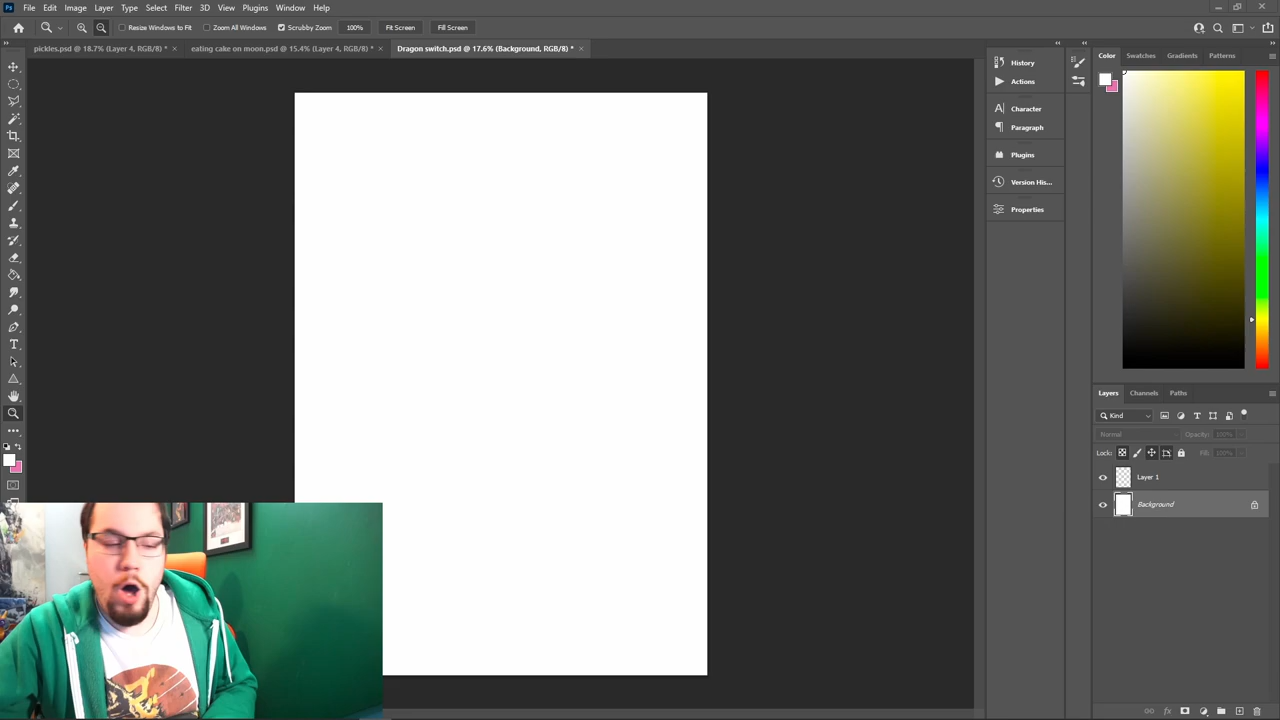 Ps File Edit Image Layer Type Select Filter 3D View Plugins Window Help
Resize Windows to Fit Zoom All Windows Scrubby Zoom 100% Fit Screen Fill Screen
pickles.psd @ 18.7% (Layer 4, RGB/8) * eating cake on moon.psd @ 15.4% (Layer 4, RGB/8) * Dragon switch.psd @ 17.6% (Background, RGB/8) *
History
Actions
Character
Paragraph
Plugins
Version His...
Properties
Color Swatches Gradients Patterns
Layers Channels Paths
Kind
Normal Opacity: 100%
Lock: Fill: 100%
Layer 1
Background
fx